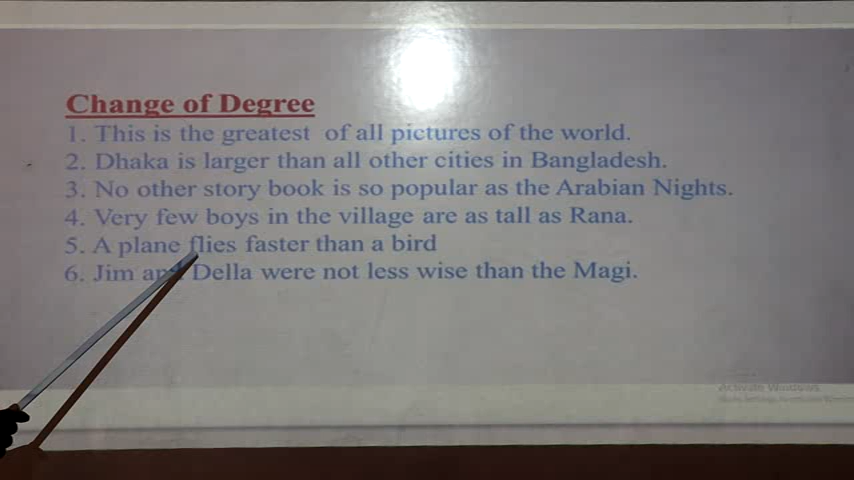 Change of Degree
1. This is the greatest of all pictures of the world.
2. Dhaka is larger than all other cities in Bangladesh.
3. No other story book is so popular as the Arabian Nights.
4. Very few boys in the village are as tall as Rana.
5. A plane flies faster than a bird
6. Jim and Della were not less wise than the Magi.
Activate Windows